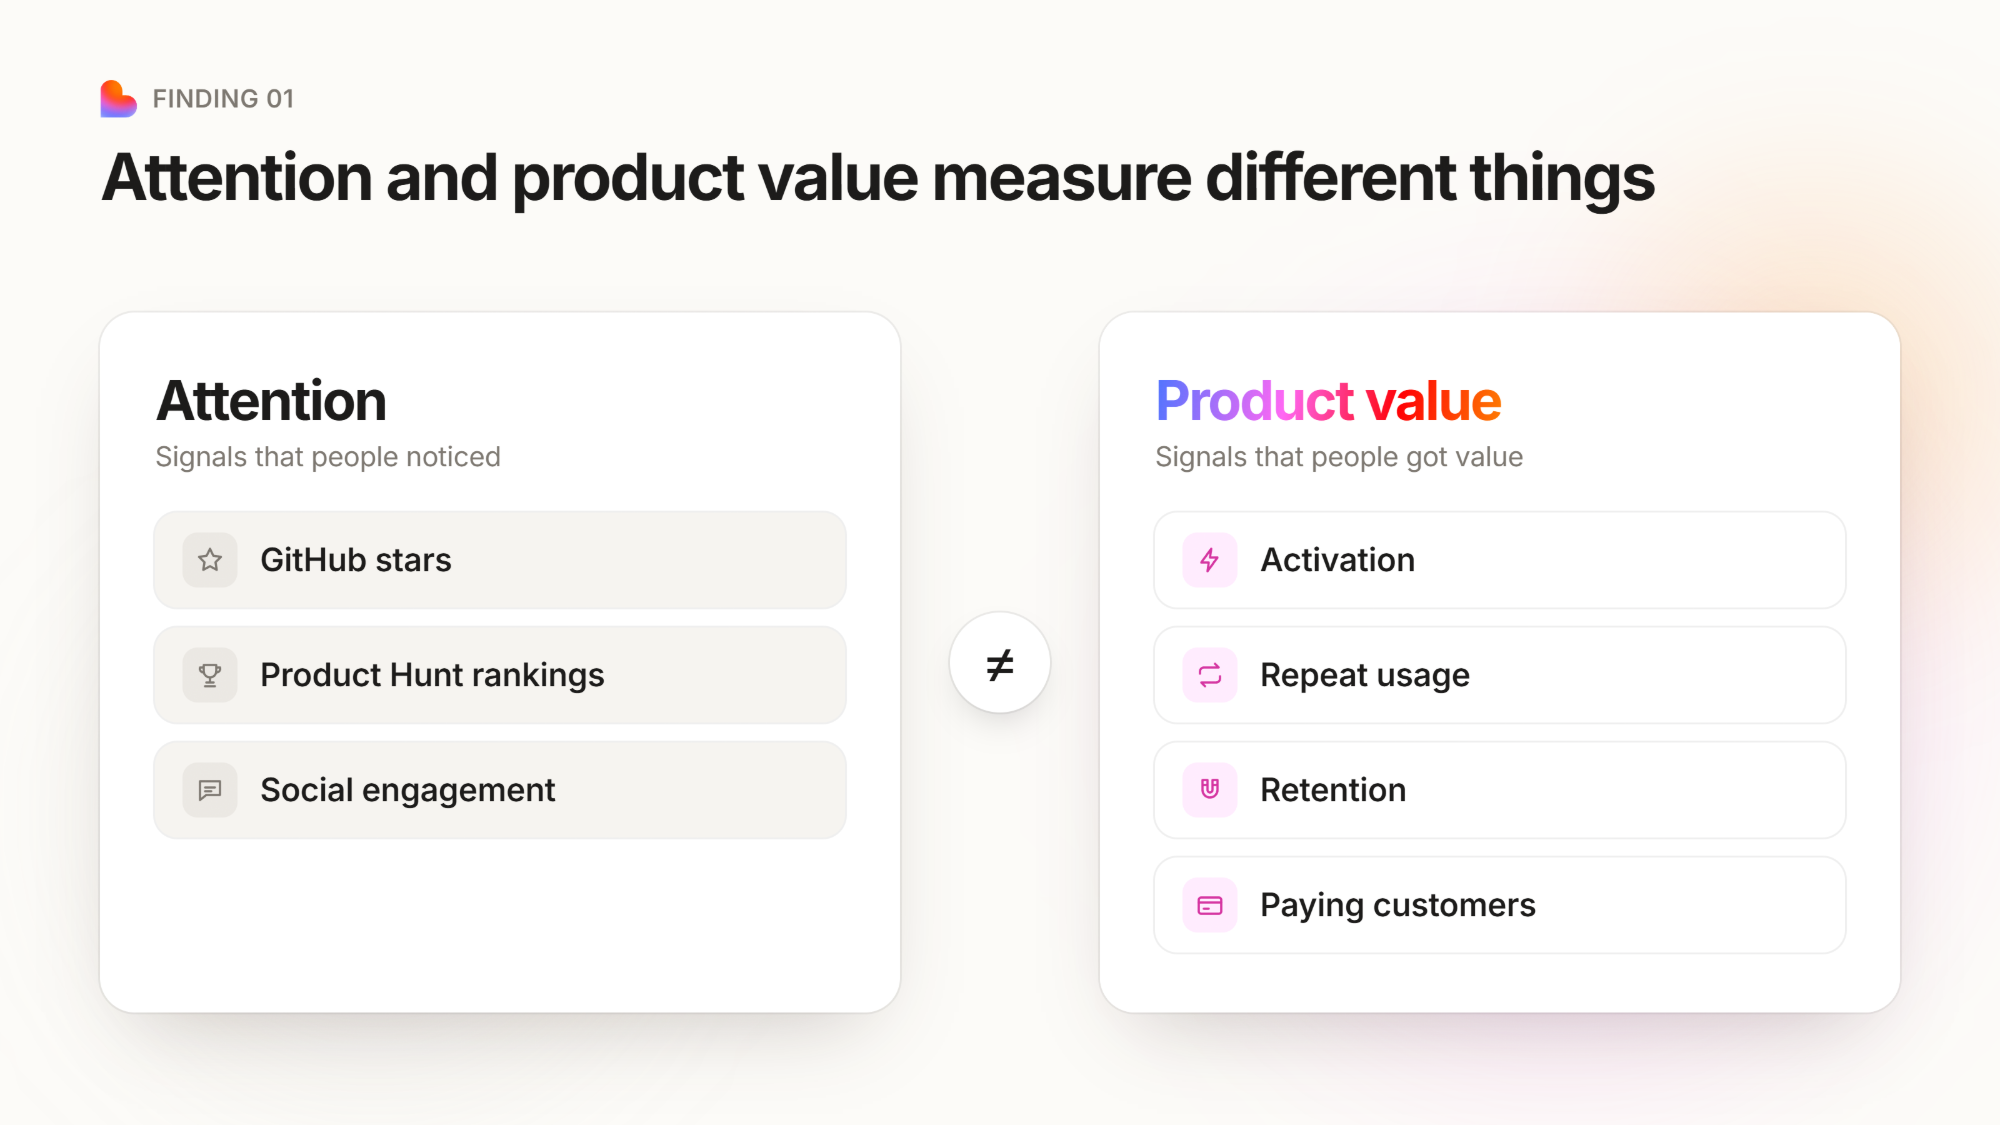 FINDING 01
Attention and product value measure different things
Attention
Signals that people noticed
GitHub stars
Product Hunt rankings
Social engagement
≠
Product value
Signals that people got value
Activation
Repeat usage
Retention
Paying customers